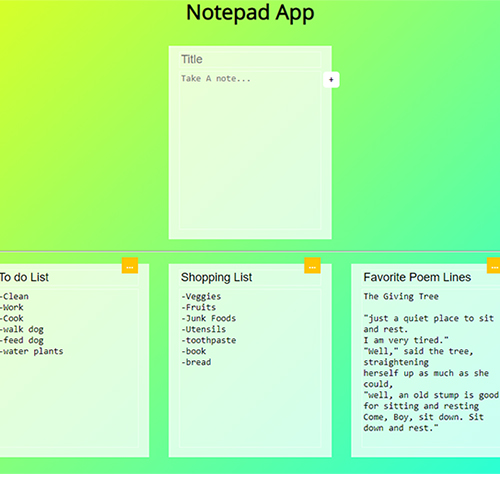 Notepad App
Title
Take A note...
+
...
To do List
-Clean
-Work
-Cook
-walk dog
-feed dog
-water plants
...
Shopping List
-Veggies
-Fruits
-Junk Foods
-Utensils
-toothpaste
-book
-bread
...
Favorite Poem Lines
The Giving Tree
"just a quiet place to sit
and rest.
I am very tired."
"Well," said the tree,
straightening
herself up as much as she
could,
"well, an old stump is good
for sitting and resting
Come, Boy, sit down. Sit
down and rest."